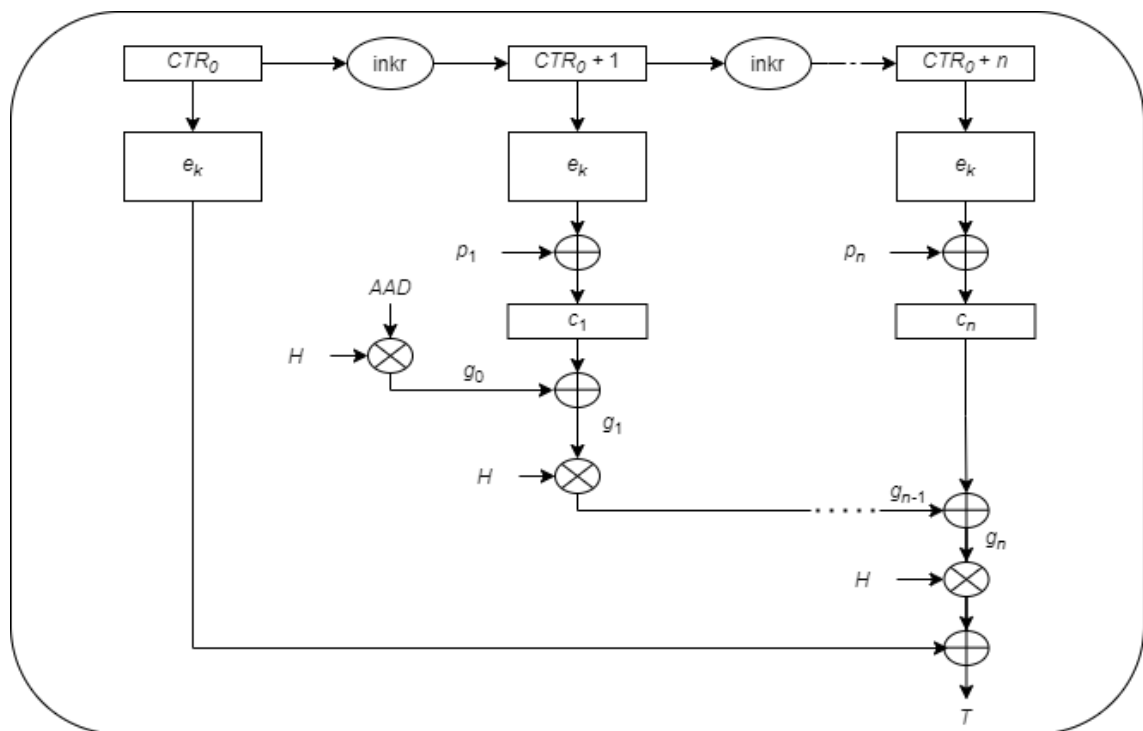 CTR0
inkr
CTR0 + 1
inkr
CTR0 + n
ek
ek
ek
p1
pn
AAD
c1
cn
H
g0
g1
H
gn-1
gn
H
T